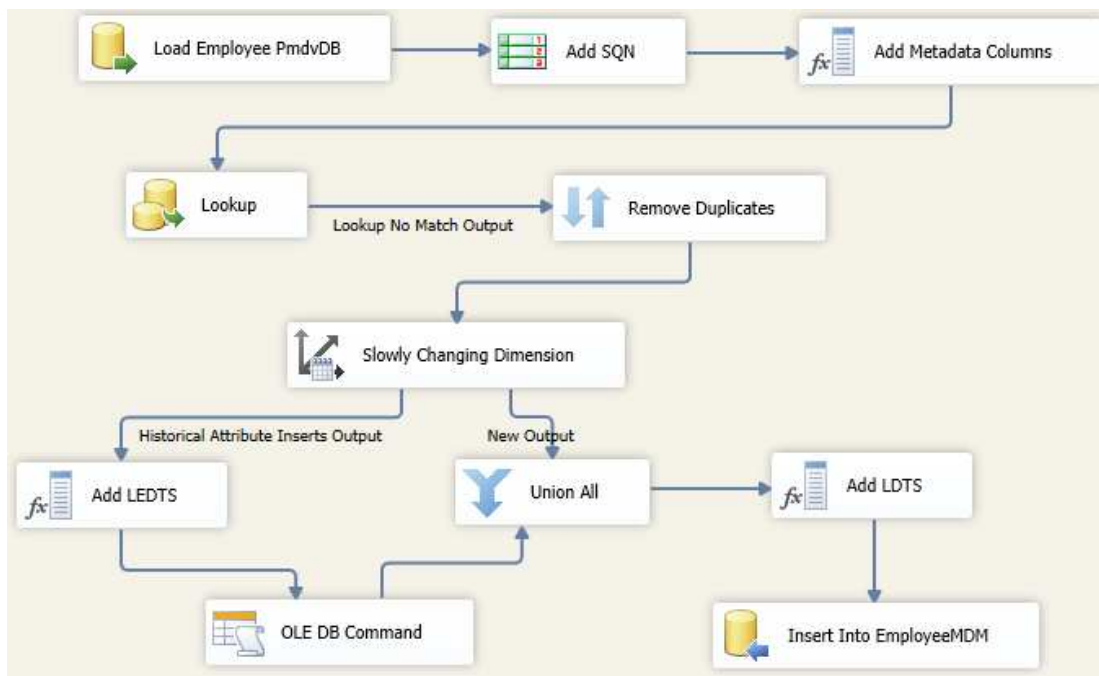 Load Employee PmdvDB
Add SQN
Add Metadata Columns
Lookup
Lookup No Match Output
Remove Duplicates
Slowly Changing Dimension
Historical Attribute Inserts Output
New Output
Add LEDTS
Union All
Add LDTS
OLE DB Command
Insert Into EmployeeMDM